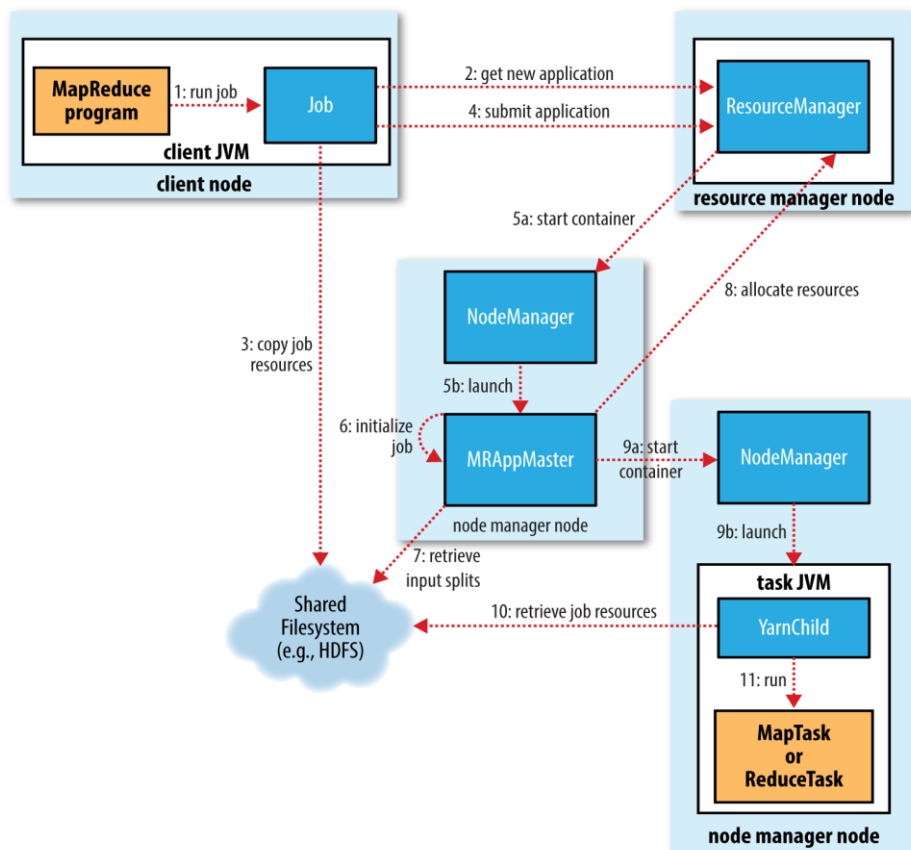 MapReduce
program
1: run job
Job
client JVM
client node
2: get new application
4: submit application
ResourceManager
resource manager node
5a: start container
8: allocate resources
3: copy job
resources
NodeManager
5b: launch
6: initialize
job
MRAppMaster
node manager node
9a: start
container
NodeManager
9b: launch
7: retrieve
input splits
Shared
Filesystem
(e.g., HDFS)
10: retrieve job resources
task JVM
YarnChild
11: run
MapTask
or
ReduceTask
node manager node